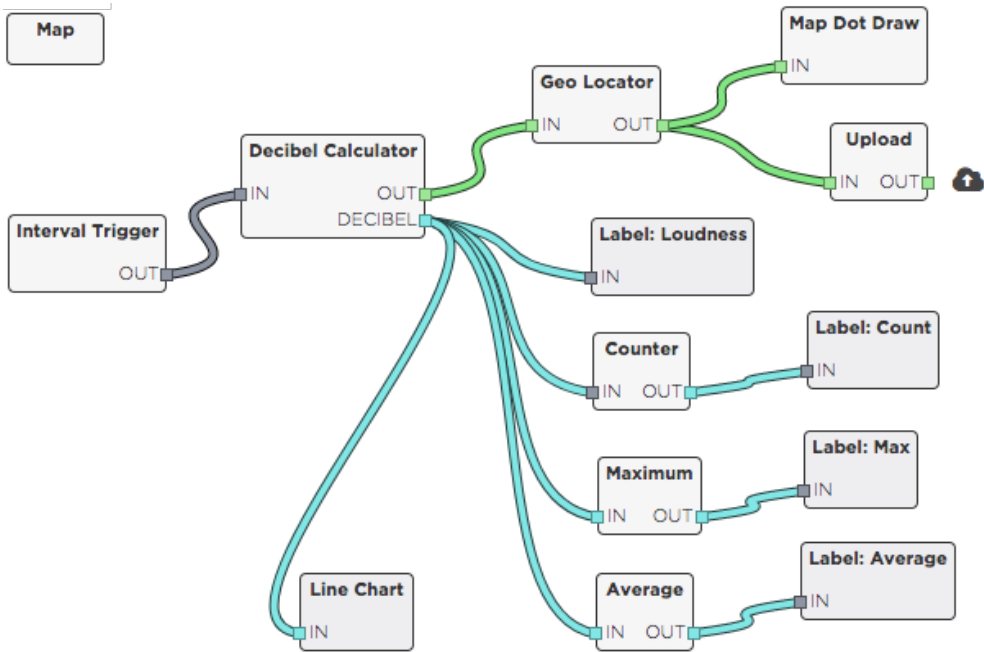 Map
Map Dot Draw
IN
Geo Locator
IN OUT
Upload
IN OUT
Decibel Calculator
IN
OUT
DECIBEL
Interval Trigger
OUT
Label: Loudness
IN
Counter
IN OUT
Label: Count
IN
Maximum
IN OUT
Label: Max
IN
Line Chart
IN
Average
IN OUT
Label: Average
IN